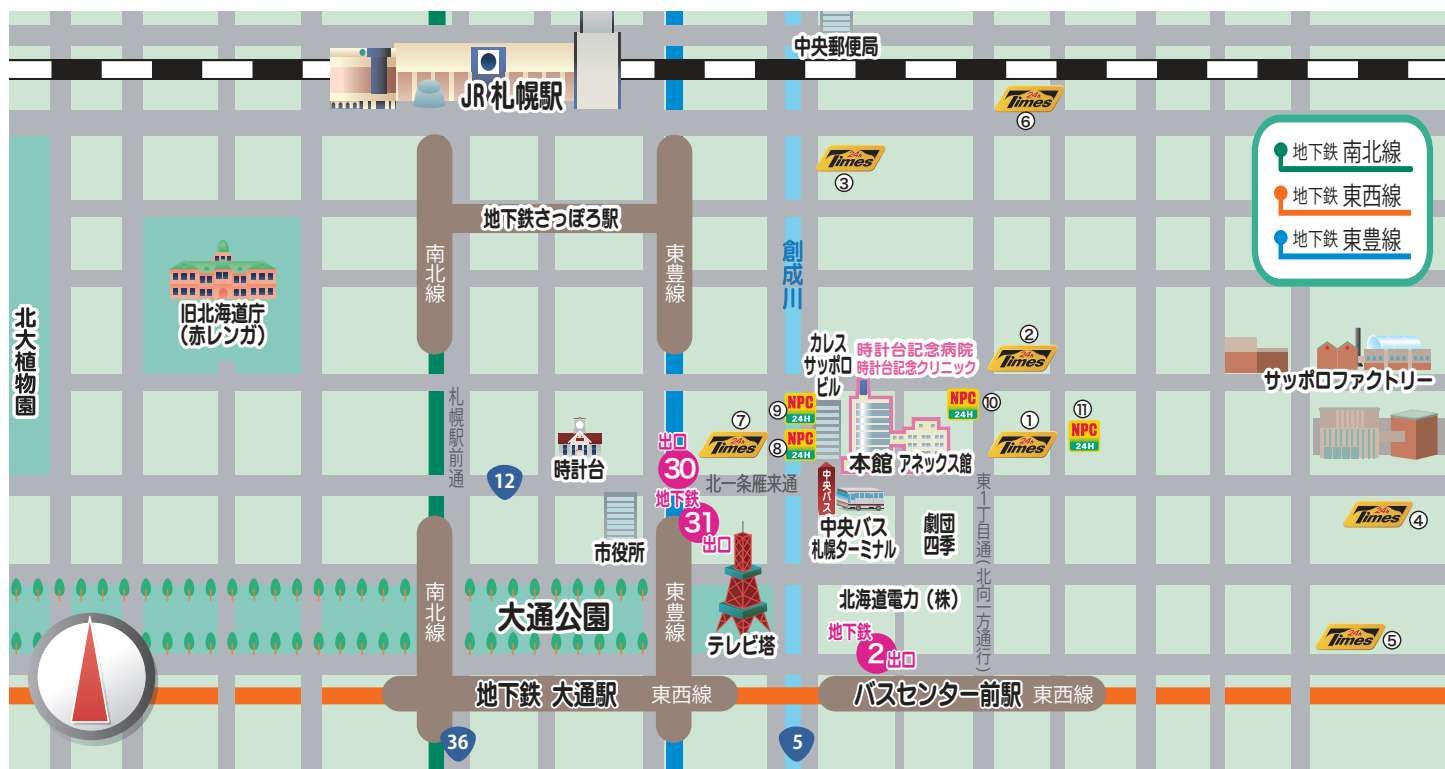 中央郵便局
JR 札幌駅
24h
Times
⑥
24h
Times
③
地下鉄 南北線
地下鉄 東西線
地下鉄 東豊線
地下鉄さっぽろ駅
南北線
東豊線
創成川
旧北海道庁
(赤レンガ)
北大植物園
カレス
サッポロ
ビル
時計台記念病院
時計台記念クリニック
②
24h
Times
サッポロファクトリー
札幌駅前通
⑨
NPC
24H
NPC
24H
⑩
⑦
24h
Times
⑧
NPC
24H
①
24h
Times
⑪
NPC
24H
出口
30
時計台
本館
アネックス館
12
北一条雁来通
地下鉄
31
出口
中央バス
中央バス
札幌ターミナル
劇団
四季
東1丁目通(北向一方通行)
24h
Times
④
市役所
南北線
大通公園
東豊線
テレビ塔
北海道電力(株)
地下鉄
2
出口
24h
Times
⑤
地下鉄 大通駅
東西線
バスセンター前駅
東西線
36
5